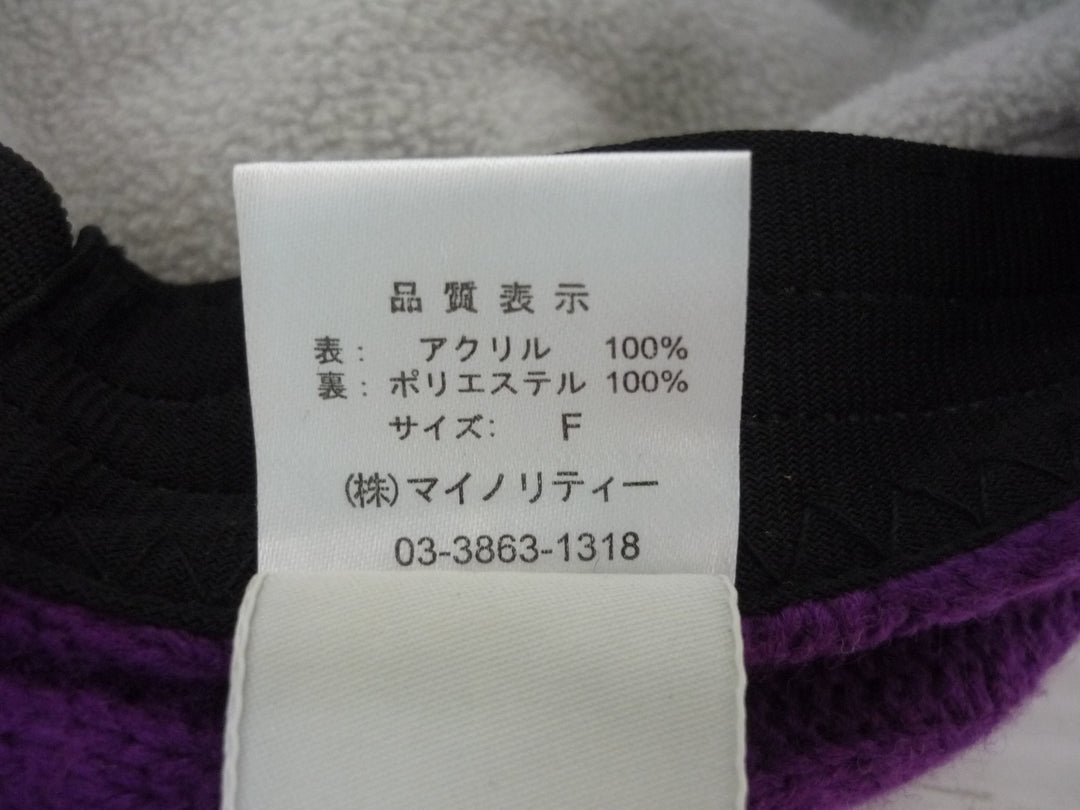 品質表示
表： アクリル 100%
裏：ポリエステル 100%
サイズ： F
(株)マイノリティー
03-3863-1318